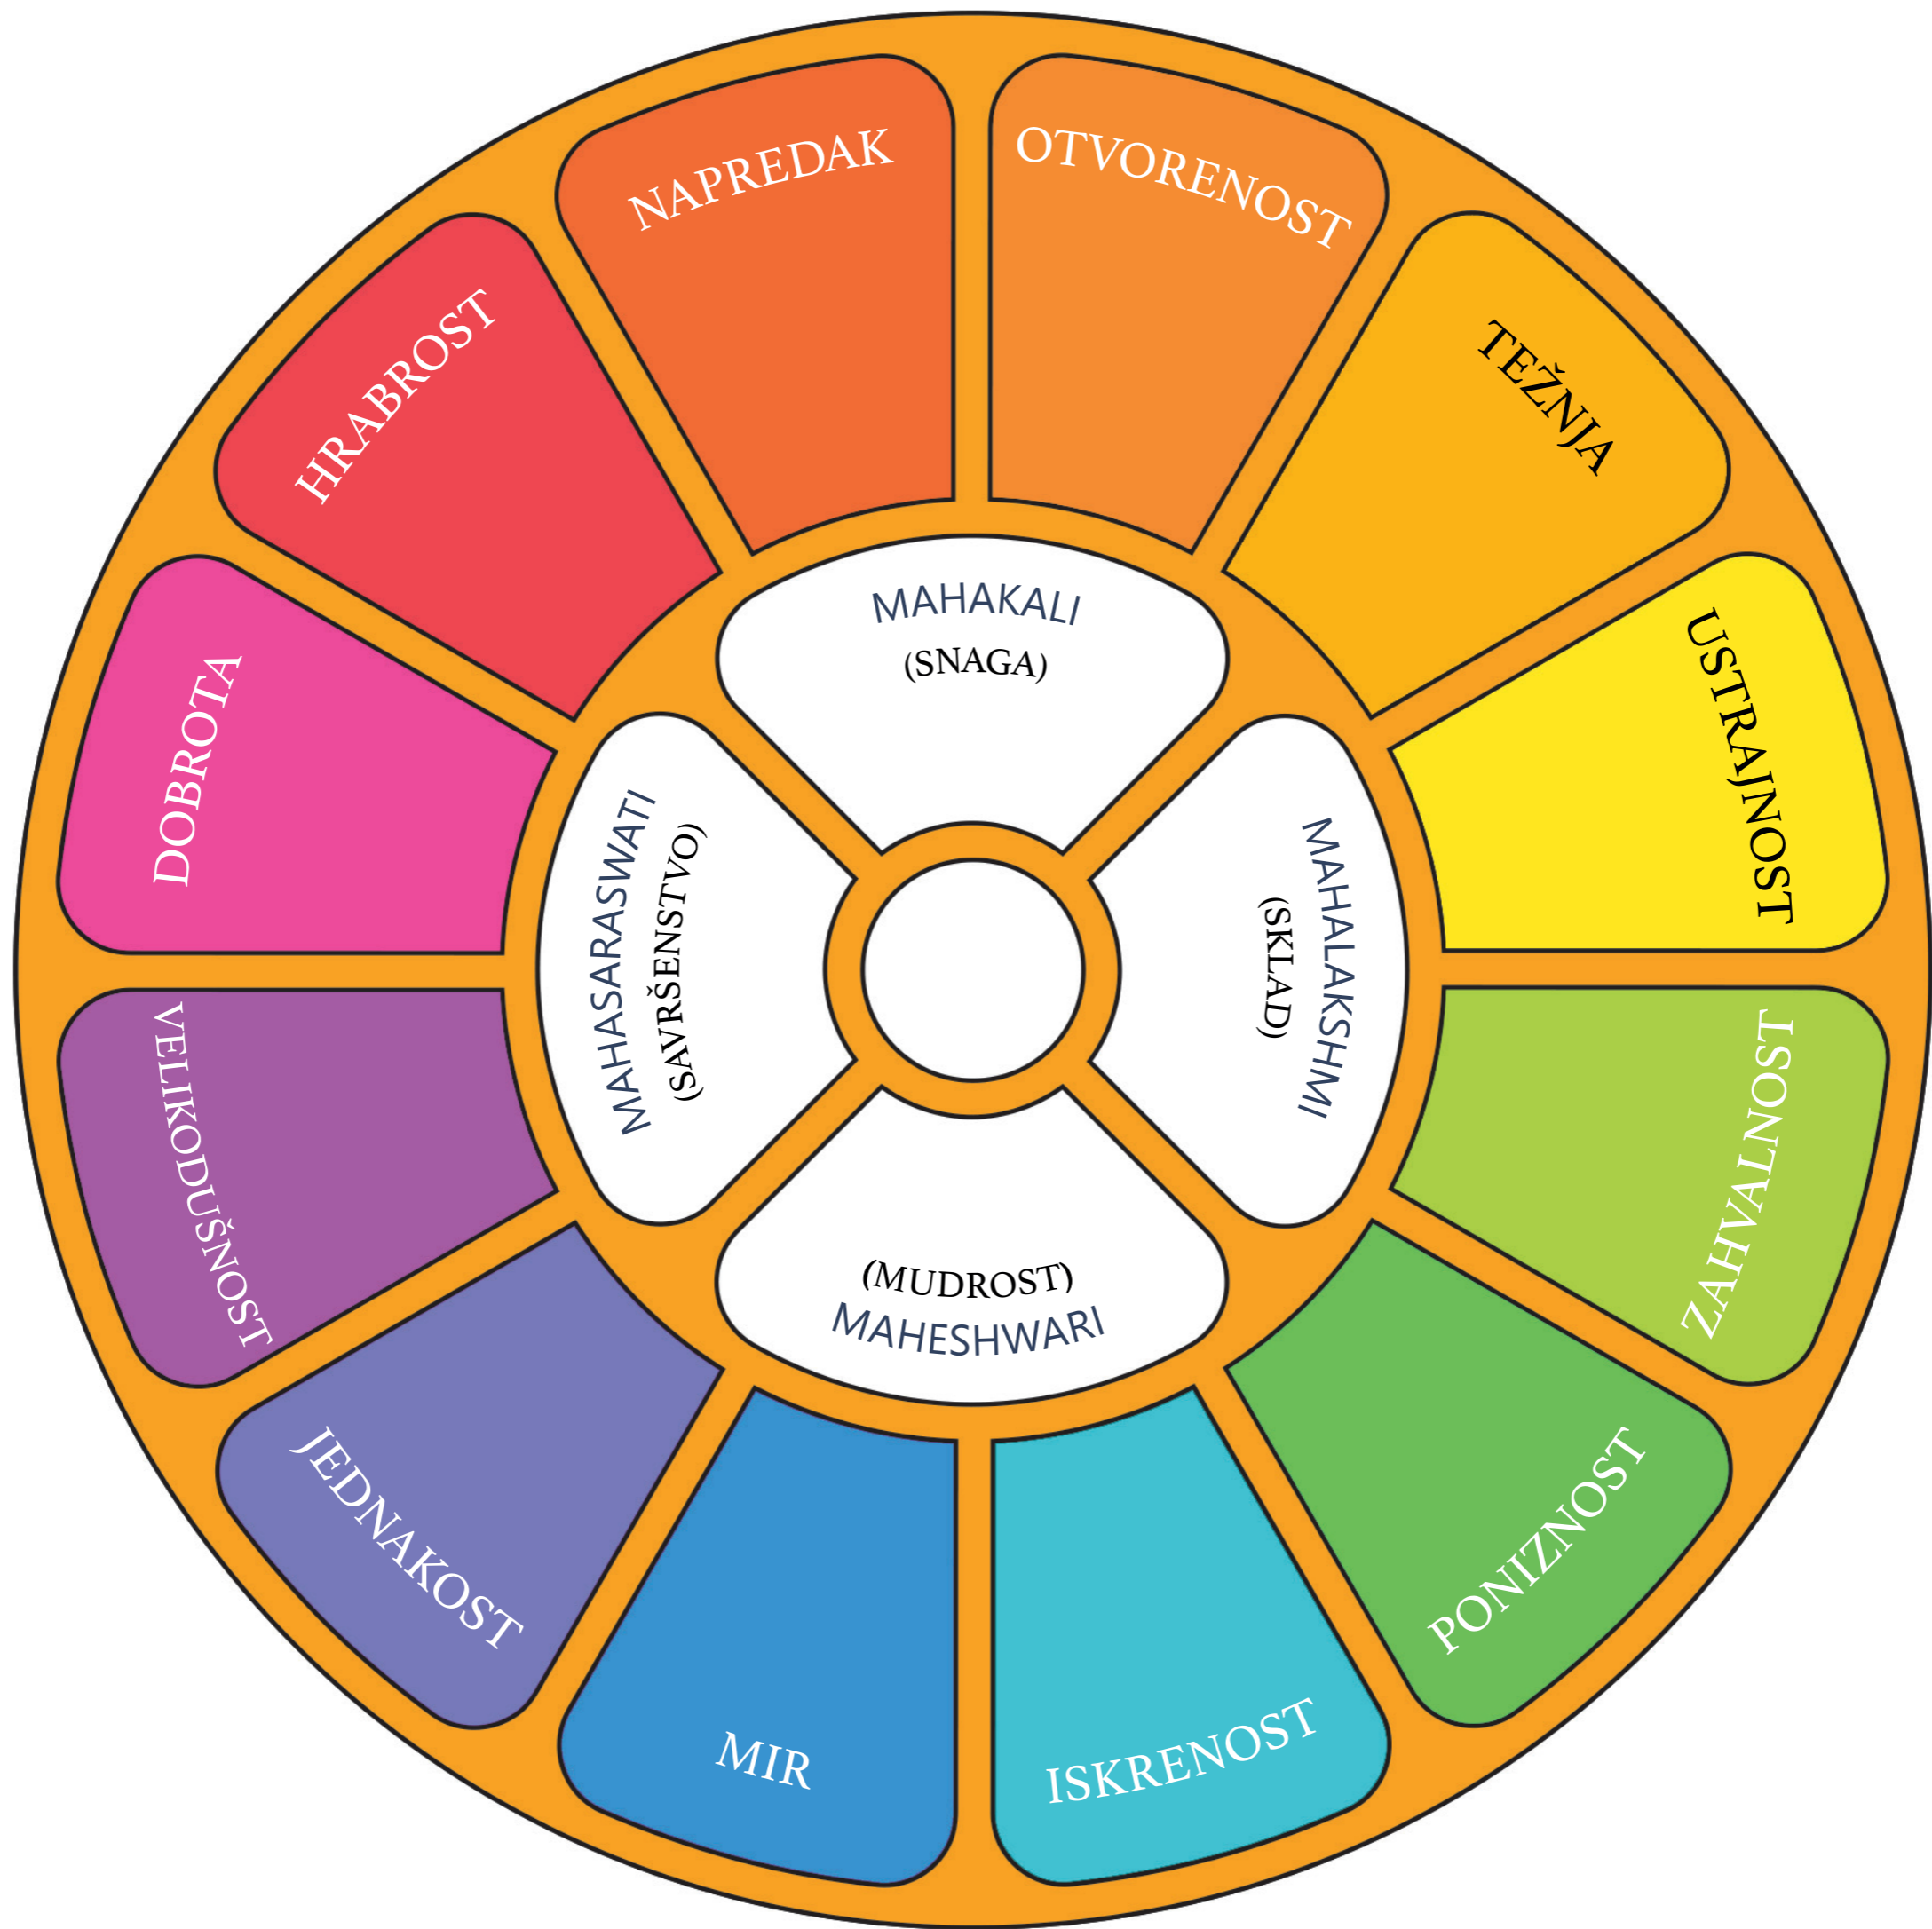 NAPREDAK
OTVORENOST
TEŽNJA
USTRAJNOST
ZAHVALNOST
PONIZNOST
ISKRENOST
MIR
JEDNAKOST
VELIKODUŠNOST
DOBROTA
HRABROST
MAHAKALI
(SNAGA)
MAHALAKSHMI
(SKLAD)
(MUDROST)
MAHESHWARI
MAHASARASWATI
(SAVRŠENSTVO)